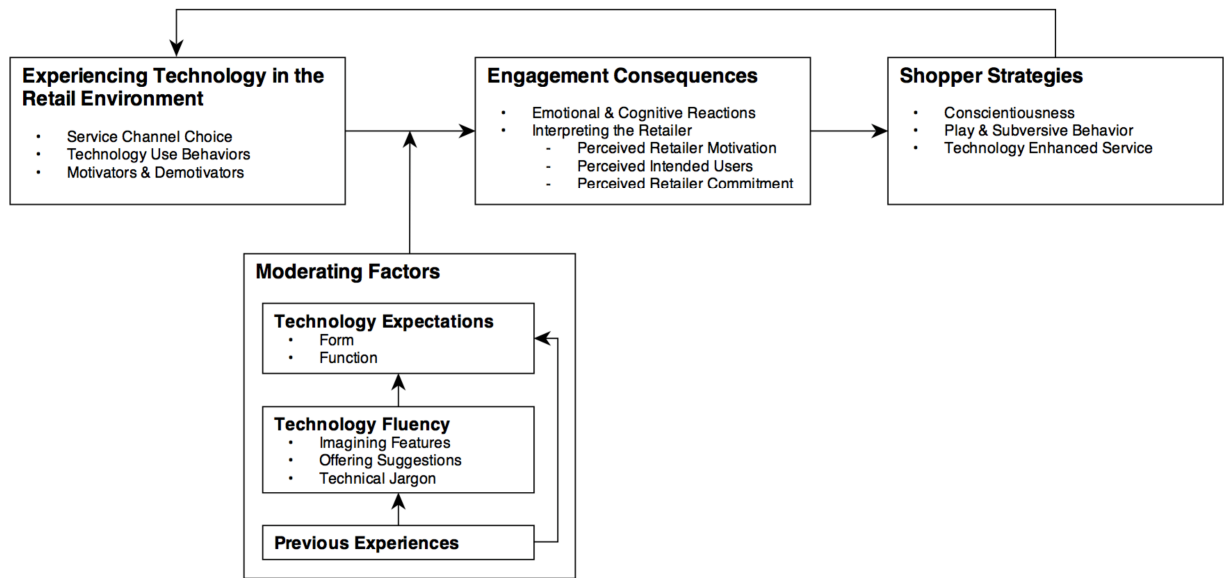 Experiencing Technology in the
Retail Environment
• Service Channel Choice
• Technology Use Behaviors
• Motivators & Demotivators
Engagement Consequences
• Emotional & Cognitive Reactions
• Interpreting the Retailer
- Perceived Retailer Motivation
- Perceived Intended Users
- Perceived Retailer Commitment
Shopper Strategies
• Conscientiousness
• Play & Subversive Behavior
• Technology Enhanced Service
Moderating Factors
Technology Expectations
• Form
• Function
Technology Fluency
• Imagining Features
• Offering Suggestions
• Technical Jargon
Previous Experiences